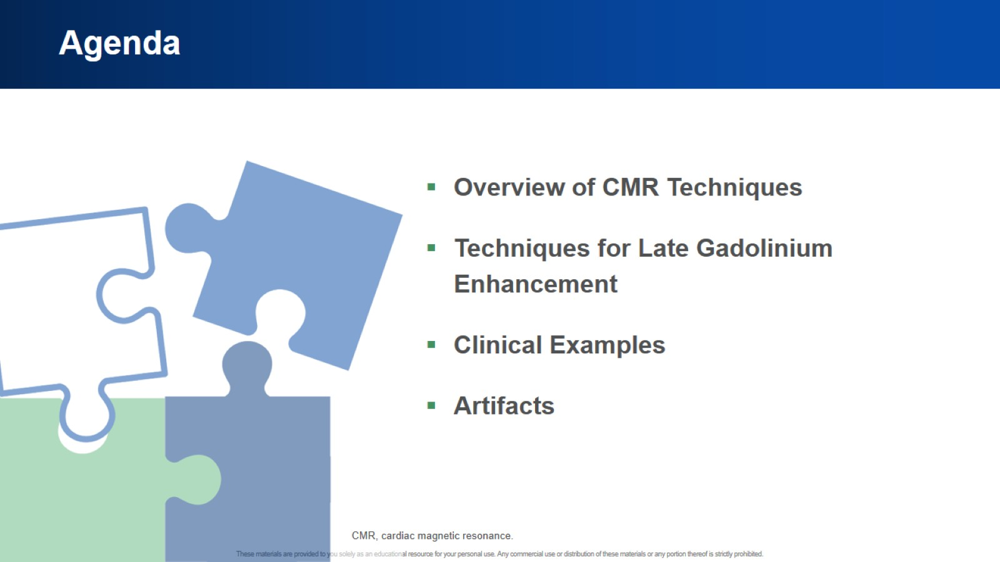 Agenda
▪ Overview of CMR Techniques
▪ Techniques for Late Gadolinium
Enhancement
▪ Clinical Examples
▪ Artifacts
CMR, cardiac magnetic resonance.
These materials are provided to you solely as an educational resource for your personal use. Any commercial use or distribution of these materials or any portion thereof is strictly prohibited.